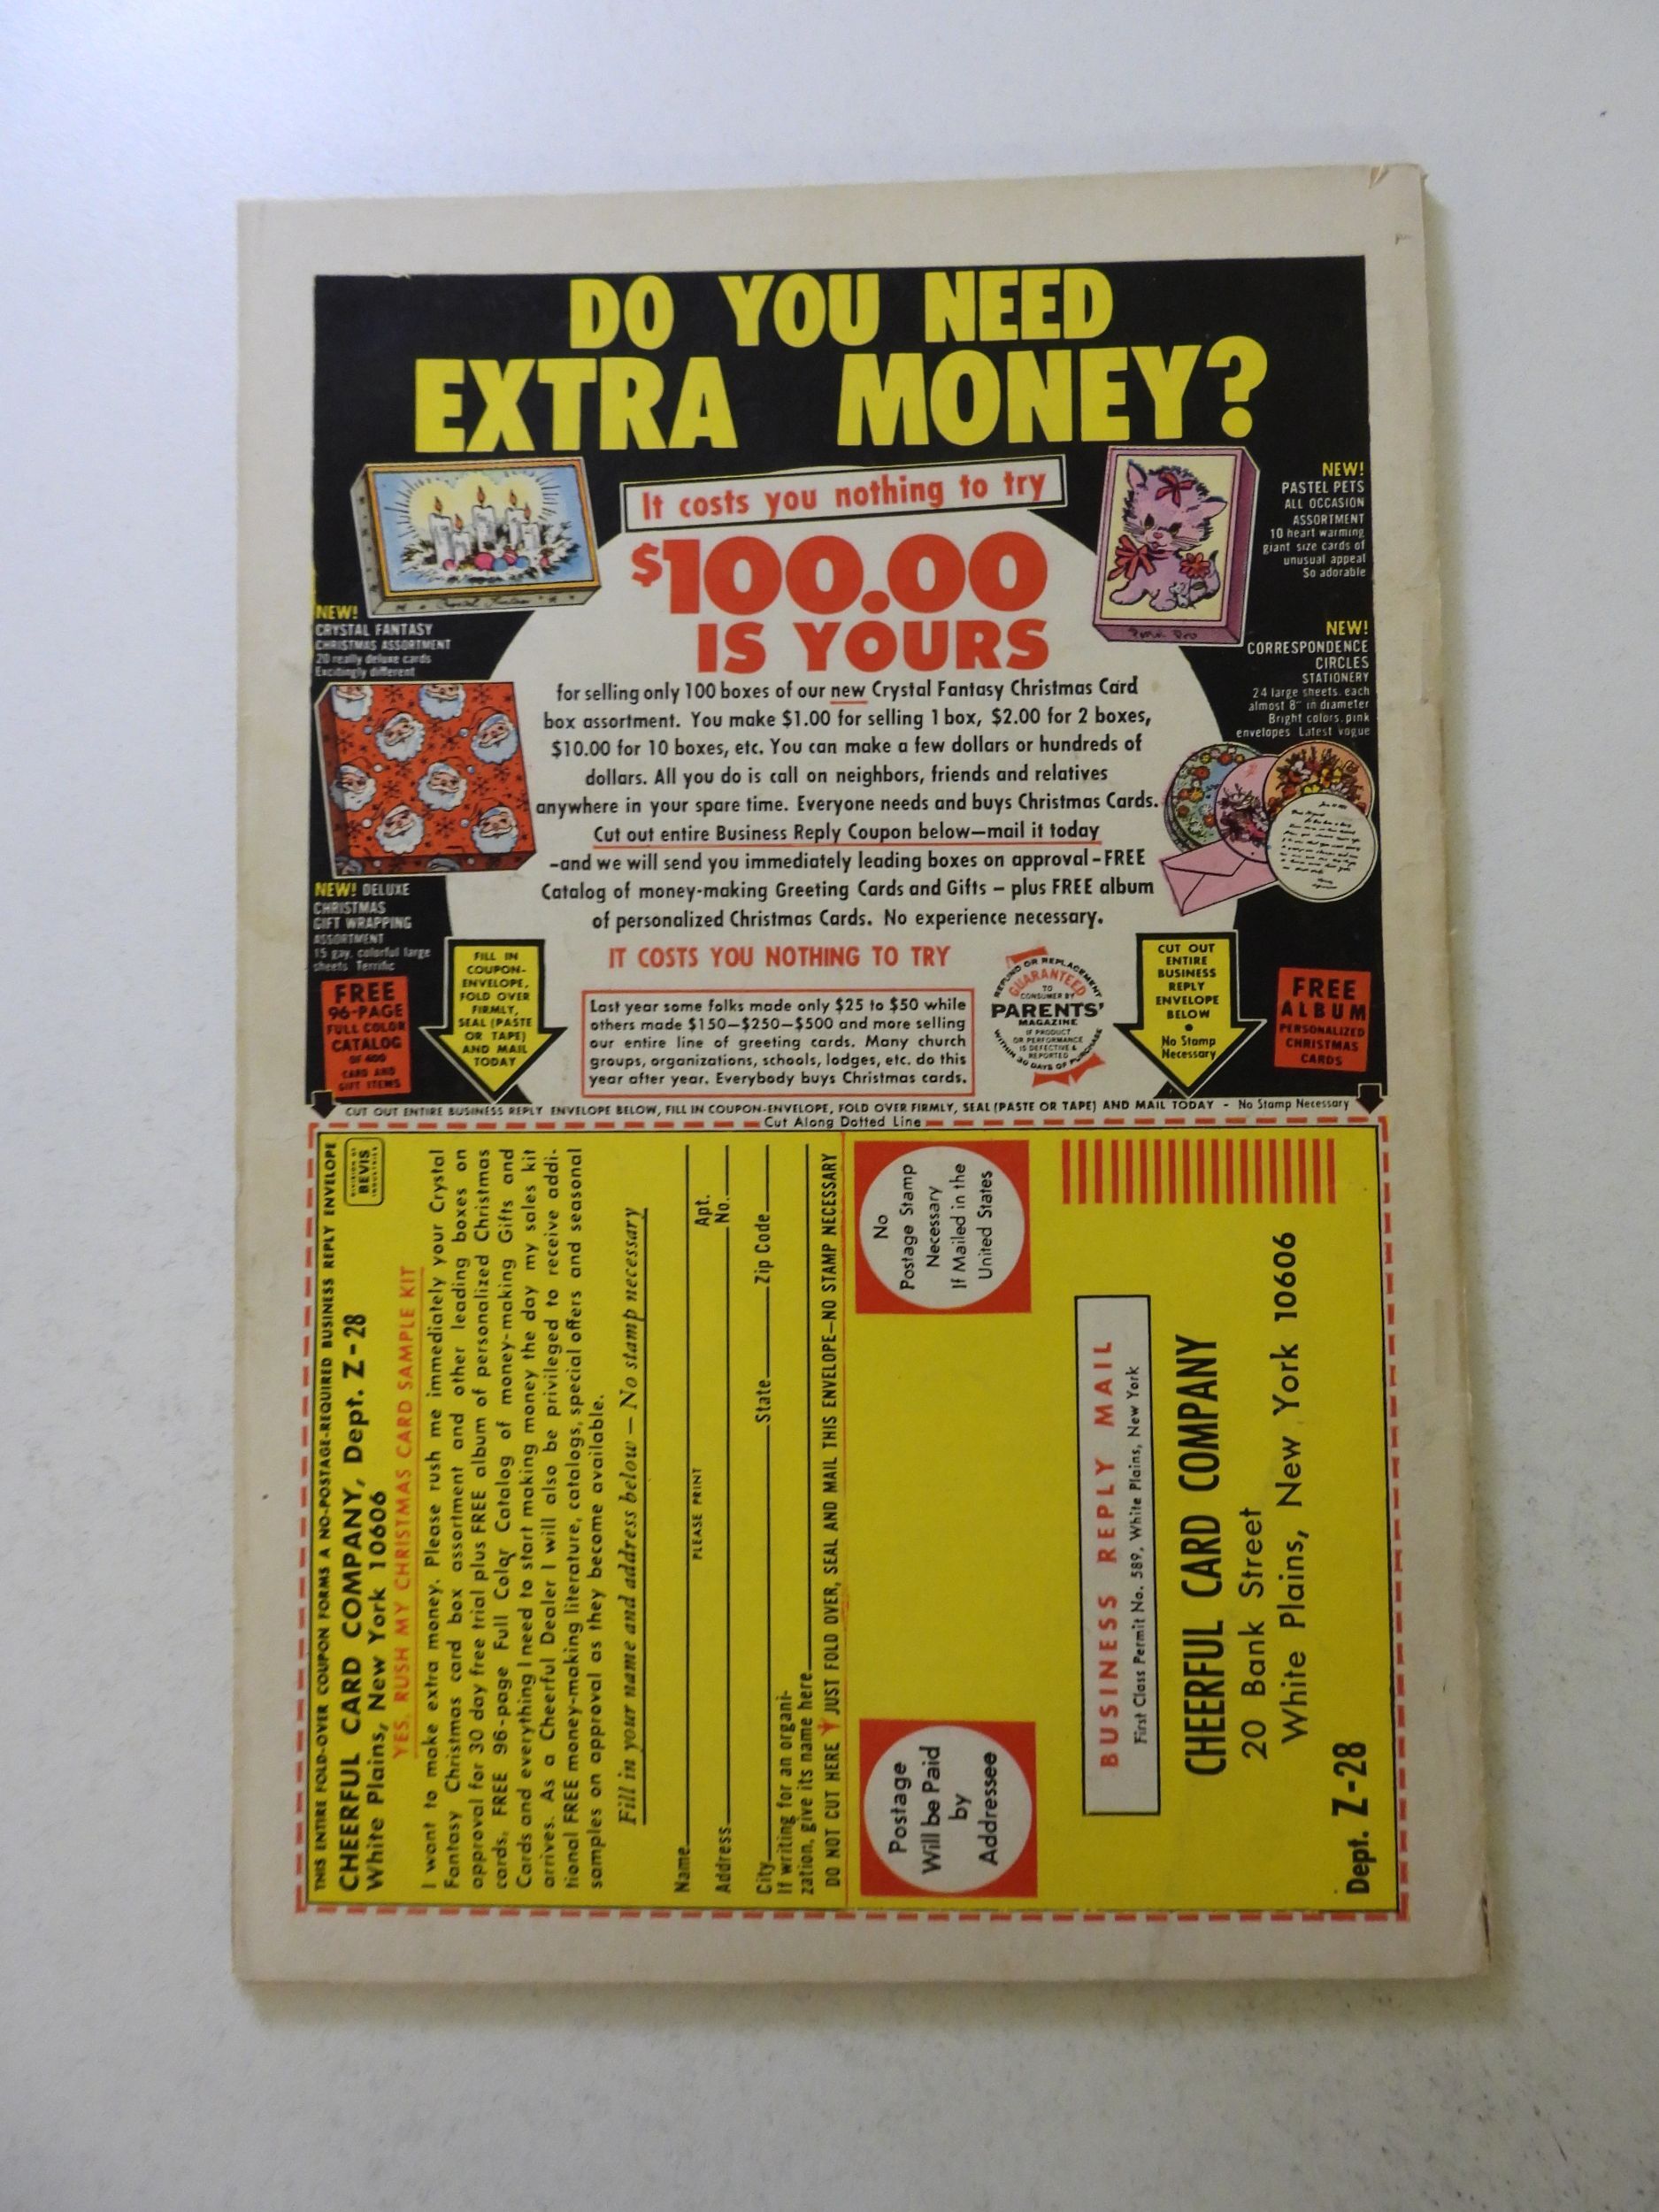 DO YOU NEED
EXTRA MONEY?
It costs you nothing to try
$100.00
IS YOURS
for selling only 100 boxes of our new Crystal Fantasy Christmas Card
box assortment. You make $1.00 for selling 1 box, $2.00 for 2 boxes,
$10.00 for 10 boxes, etc. You can make a few dollars or hundreds of
dollars. All you do is call on neighbors, friends and relatives
anywhere in your spare time. Everyone needs and buys Christmas Cards.
Cut out entire Business Reply Coupon below—mail it today
-and we will send you immediately leading boxes on approval-FREE
Catalog of money-making Greeting Cards and Gifts - plus FREE album
of personalized Christmas Cards. No experience necessary.
IT COSTS YOU NOTHING TO TRY
Last year some folks made only $25 to $50 while
others made $150—$250—$500 and more selling
our entire line of greeting cards. Many church
groups, organizations, schools, lodges, etc. do this
year after year. Everybody buys Christmas cards.
NEW!
CRYSTAL FANTASY
CHRISTMAS ASSORTMENT
20 really deluxe cards
Excitingly different
NEW! DELUXE
CHRISTMAS
GIFT WRAPPING
ASSORTMENT
15 gay, colorful large
sheets Terrific
FREE
96-PAGE
FULL COLOR
CATALOG
OF 400
CARD AND
GIFT ITEMS
FILL IN
COUPON-
ENVELOPE,
FOLD OVER
FIRMLY,
SEAL (PASTE
OR TAPE)
AND MAIL
TODAY
NEW!
PASTEL PETS
ALL OCCASION
ASSORTMENT
10 heart warming
giant size cards of
unusual appeal
So adorable
NEW!
CORRESPONDENCE
CIRCLES
STATIONERY
24 large sheets, each
almost 8" in diameter
Bright colors, pink
envelopes Latest vogue
REFUND OR REPLACEMENT
GUARANTEED
TO
CONSUMER BY
PARENTS'
MAGAZINE
IF PRODUCT
OR PERFORMANCE
IS DEFECTIVE &
REPORTED
WITHIN 30 DAYS OF PURCHASE
CUT OUT
ENTIRE
BUSINESS
REPLY
ENVELOPE
BELOW
•
No Stamp
Necessary
FREE
ALBUM
PERSONALIZED
CHRISTMAS
CARDS
CUT OUT ENTIRE BUSINESS REPLY ENVELOPE BELOW, FILL IN COUPON-ENVELOPE, FOLD OVER FIRMLY, SEAL (PASTE OR TAPE) AND MAIL TODAY - No Stamp Necessary
Cut Along Dotted Line
THIS ENTIRE FOLD-OVER COUPON FORMS A NO-POSTAGE-REQUIRED BUSINESS REPLY ENVELOPE
CHEERFUL CARD COMPANY, Dept. Z-28
White Plains, New York 10606
DIVISION OF
BEVIS
INDUSTRIES
YES, RUSH MY CHRISTMAS CARD SAMPLE KIT
I want to make extra money. Please rush me immediately your Crystal
Fantasy Christmas card box assortment and other leading boxes on
approval for 30 day free trial plus FREE album of personalized Christmas
cards. FREE 96-page Full Color Catalog of money-making Gifts and
Cards and everything I need to start making money the day my sales kit
arrives. As a Cheerful Dealer I will also be privileged to receive addi-
tional FREE money-making literature, catalogs, special offers and seasonal
samples on approval as they become available.
Fill in your name and address below — No stamp necessary
Name
PLEASE PRINT
Address Apt. No.
City State Zip Code
If writing for an organi-
zation, give its name here
DO NOT CUT HERE JUST FOLD OVER, SEAL AND MAIL THIS ENVELOPE—NO STAMP NECESSARY
Postage
Will be Paid
by
Addressee
No
Postage Stamp
Necessary
If Mailed in the
United States
BUSINESS REPLY MAIL
First Class Permit No. 589, White Plains, New York
CHEERFUL CARD COMPANY
20 Bank Street
White Plains, New York 10606
Dept. Z-28